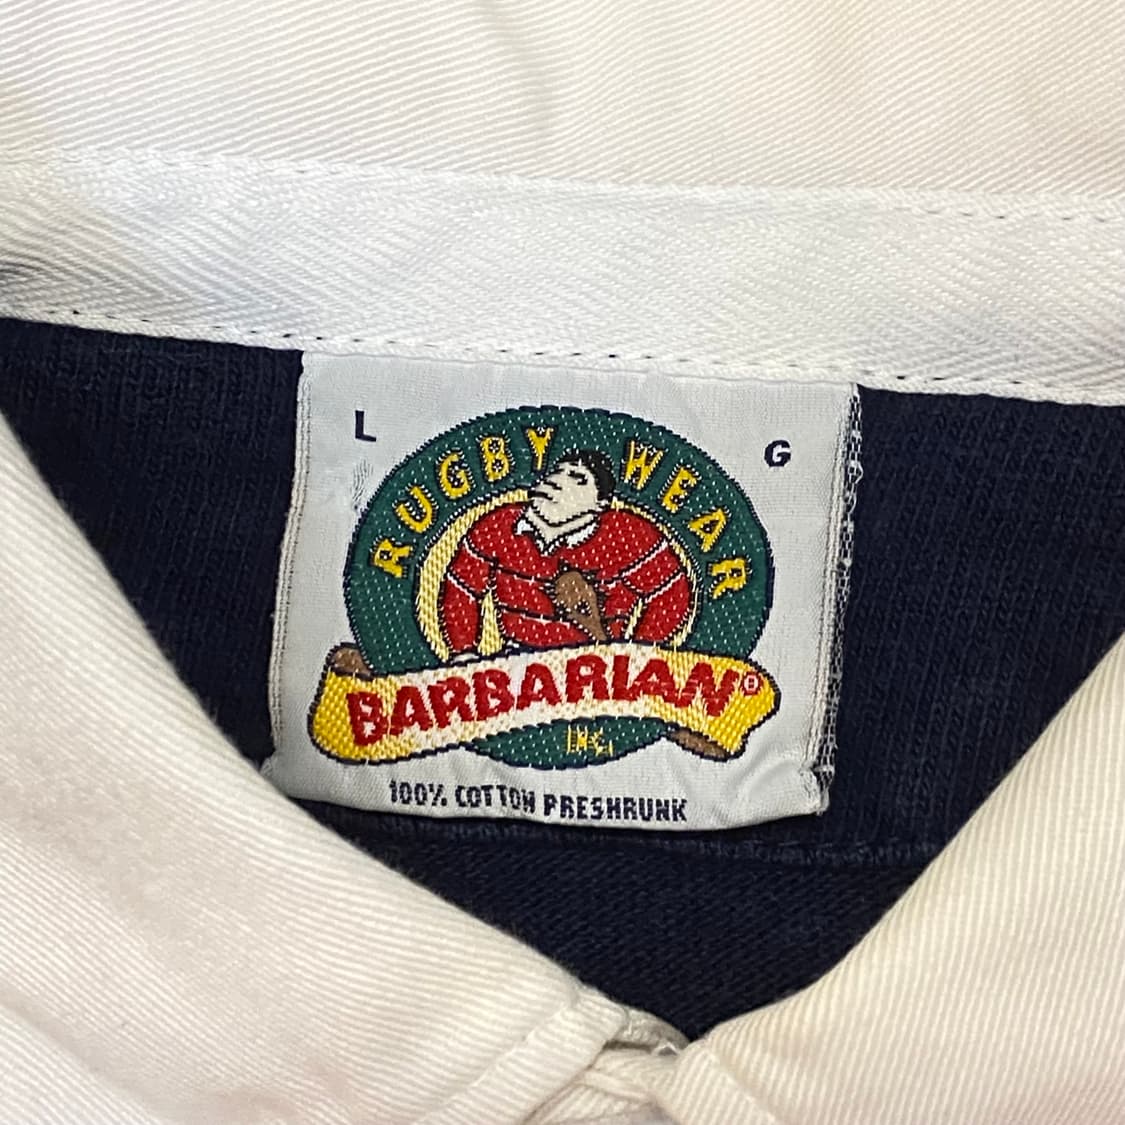 L G
RUGBY WEAR
BARBARIAN®
INC.
100% COTTON PRESHRUNK